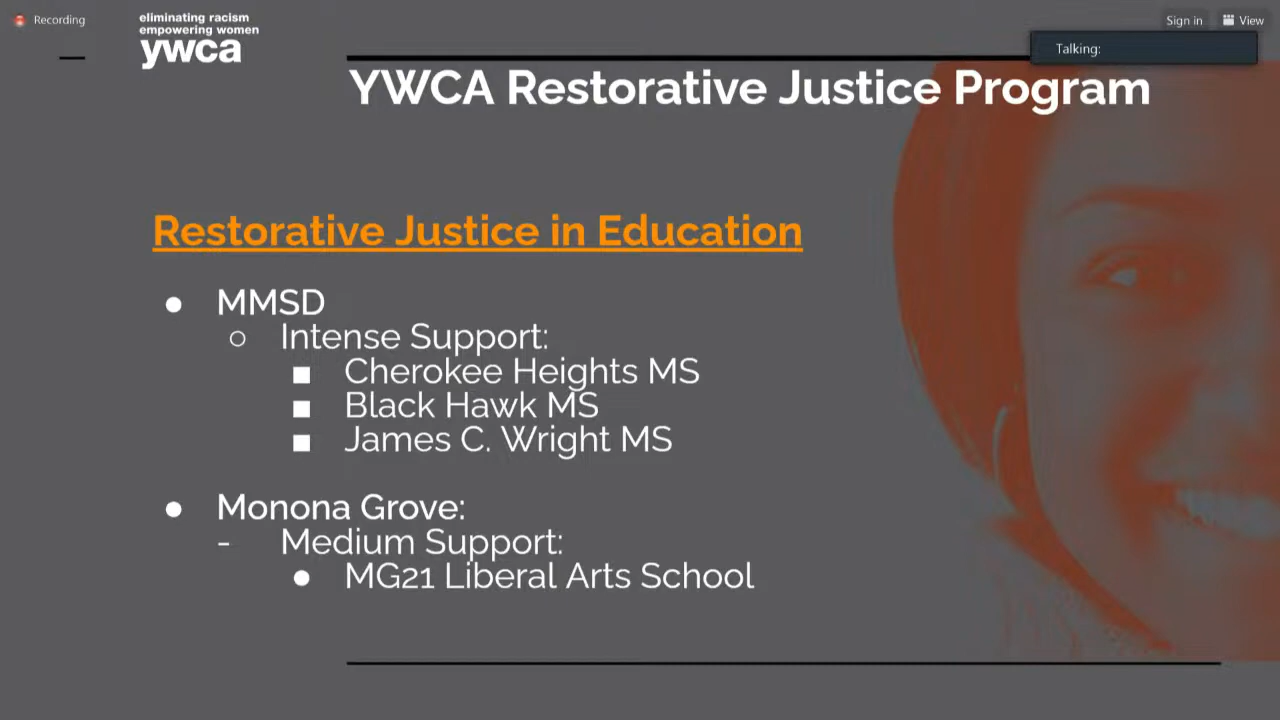 Recording
eliminating racism
empowering women
ywca
Sign in
View
Talking:
YWCA Restorative Justice Program
Restorative Justice in Education
● MMSD
○ Intense Support:
■ Cherokee Heights MS
■ Black Hawk MS
■ James C. Wright MS
● Monona Grove:
- Medium Support:
● MG21 Liberal Arts School